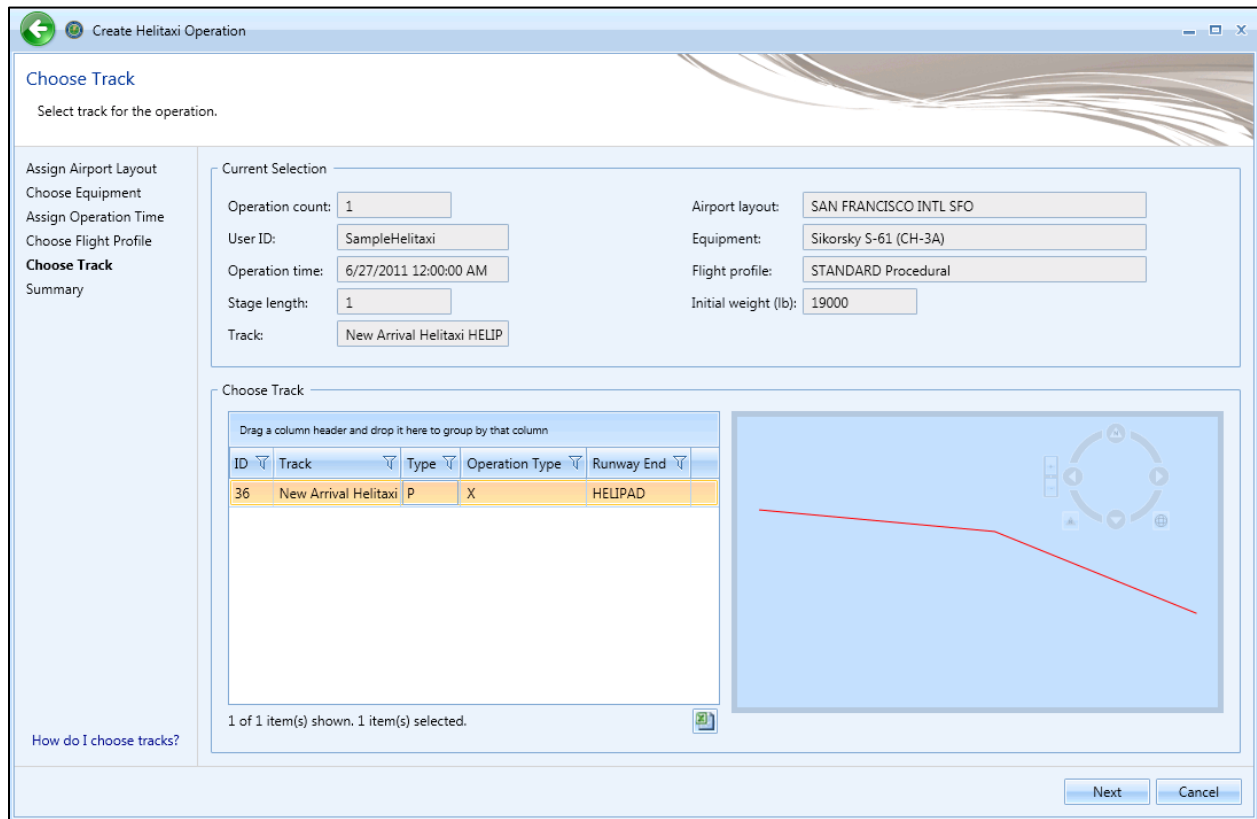 Create Helitaxi Operation
Choose Track
Select track for the operation.
Assign Airport Layout
Choose Equipment
Assign Operation Time
Choose Flight Profile
Choose Track
Summary
How do I choose tracks?
Current Selection
Operation count: 1
Airport layout: SAN FRANCISCO INTL SFO
User ID: SampleHelitaxi
Equipment: Sikorsky S-61 (CH-3A)
Operation time: 6/27/2011 12:00:00 AM
Flight profile: STANDARD Procedural
Stage length: 1
Initial weight (lb): 19000
Track: New Arrival Helitaxi HELIP
Choose Track
Drag a column header and drop it here to group by that column
ID Track Type Operation Type Runway End
36 New Arrival Helitaxi P X HELIPAD
1 of 1 item(s) shown. 1 item(s) selected.
Next Cancel